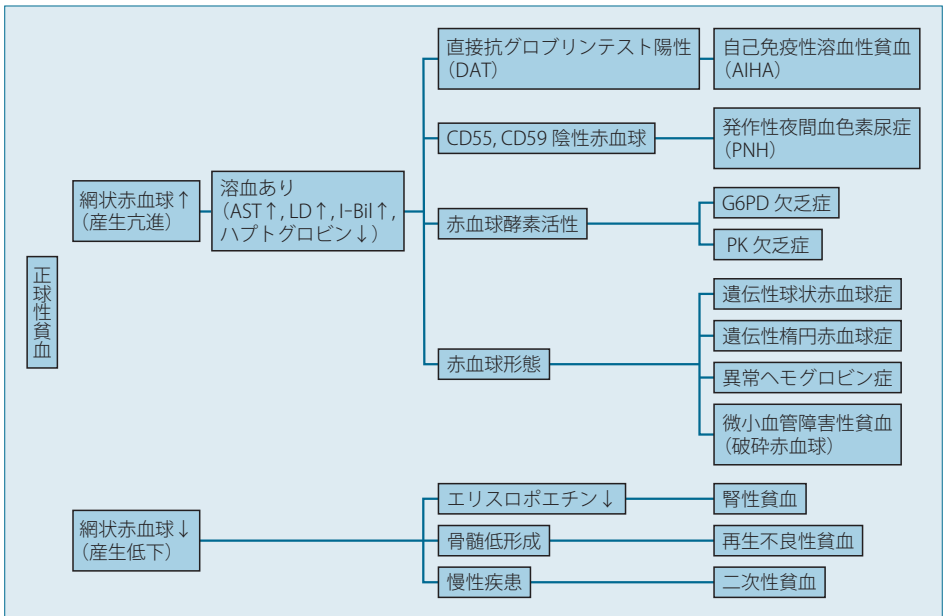 正球性貧血
網状赤血球↑
(産生亢進)
溶血あり
(AST↑, LD↑, I-Bil↑,
ハプトグロビン↓)
直接抗グロブリンテスト陽性
(DAT)
自己免疫性溶血性貧血
(AIHA)
CD55, CD59 陰性赤血球
発作性夜間血色素尿症
(PNH)
赤血球酵素活性
G6PD 欠乏症
PK 欠乏症
赤血球形態
遺伝性球状赤血球症
遺伝性楕円赤血球症
異常ヘモグロビン症
微小血管障害性貧血
(破砕赤血球)
網状赤血球↓
(産生低下)
エリスロポエチン↓
腎性貧血
骨髄低形成
再生不良性貧血
慢性疾患
二次性貧血